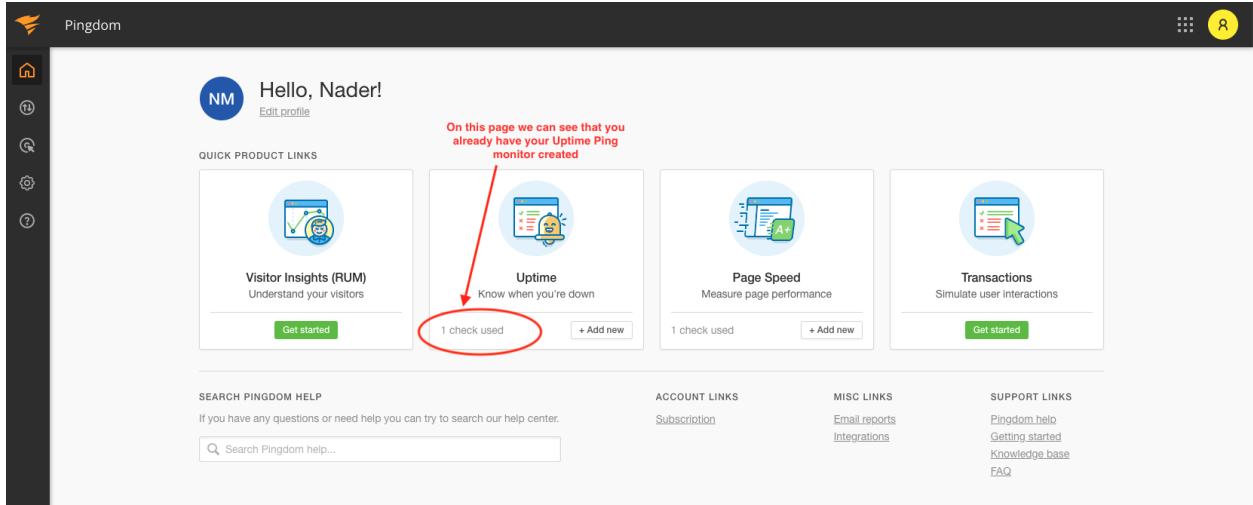 Pingdom
NM
Hello, Nader!
Edit profile
On this page we can see that you
already have your Uptime Ping
monitor created
QUICK PRODUCT LINKS
Visitor Insights (RUM)
Understand your visitors
Get started
Uptime
Know when you're down
1 check used
+ Add new
A+
Page Speed
Measure page performance
1 check used
+ Add new
Transactions
Simulate user interactions
Get started
SEARCH PINGDOM HELP
If you have any questions or need help you can try to search our help center.
Search Pingdom help...
ACCOUNT LINKS
Subscription
MISC LINKS
Email reports
Integrations
SUPPORT LINKS
Pingdom help
Getting started
Knowledge base
FAQ